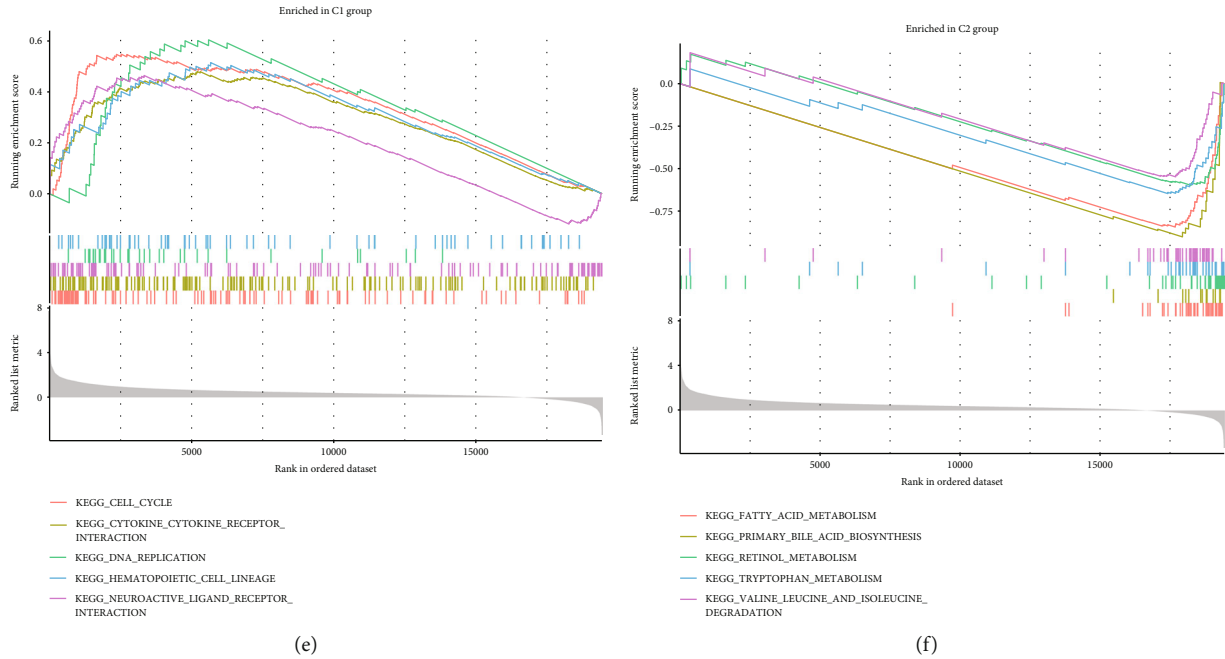 Enriched in C1 group
Running enrichment score
0.6
0.4
0.2
0.0
Ranked list metric
8
4
0
5000
10000
15000
Rank in ordered dataset
KEGG_CELL_CYCLE
KEGG_CYTOKINE_CYTOKINE_RECEPTOR_
INTERACTION
KEGG_DNA_REPLICATION
KEGG_HEMATOPOIETIC_CELL_LINEAGE
KEGG_NEUROACTIVE_LIGAND_RECEPTOR_
INTERACTION
(e)
Enriched in C2 group
Running enrichment score
0.0
-0.25
-0.50
-0.75
Ranked list metric
8
4
0
5000
10000
15000
Rank in ordered dataset
KEGG_FATTY_ACID_METABOLISM
KEGG_PRIMARY_BILE_ACID_BIOSYNTHESIS
KEGG_RETINOL_METABOLISM
KEGG_TRYPTOPHAN_METABOLISM
KEGG_VALINE_LEUCINE_AND_ISOLEUCINE_
DEGRADATION
(f)